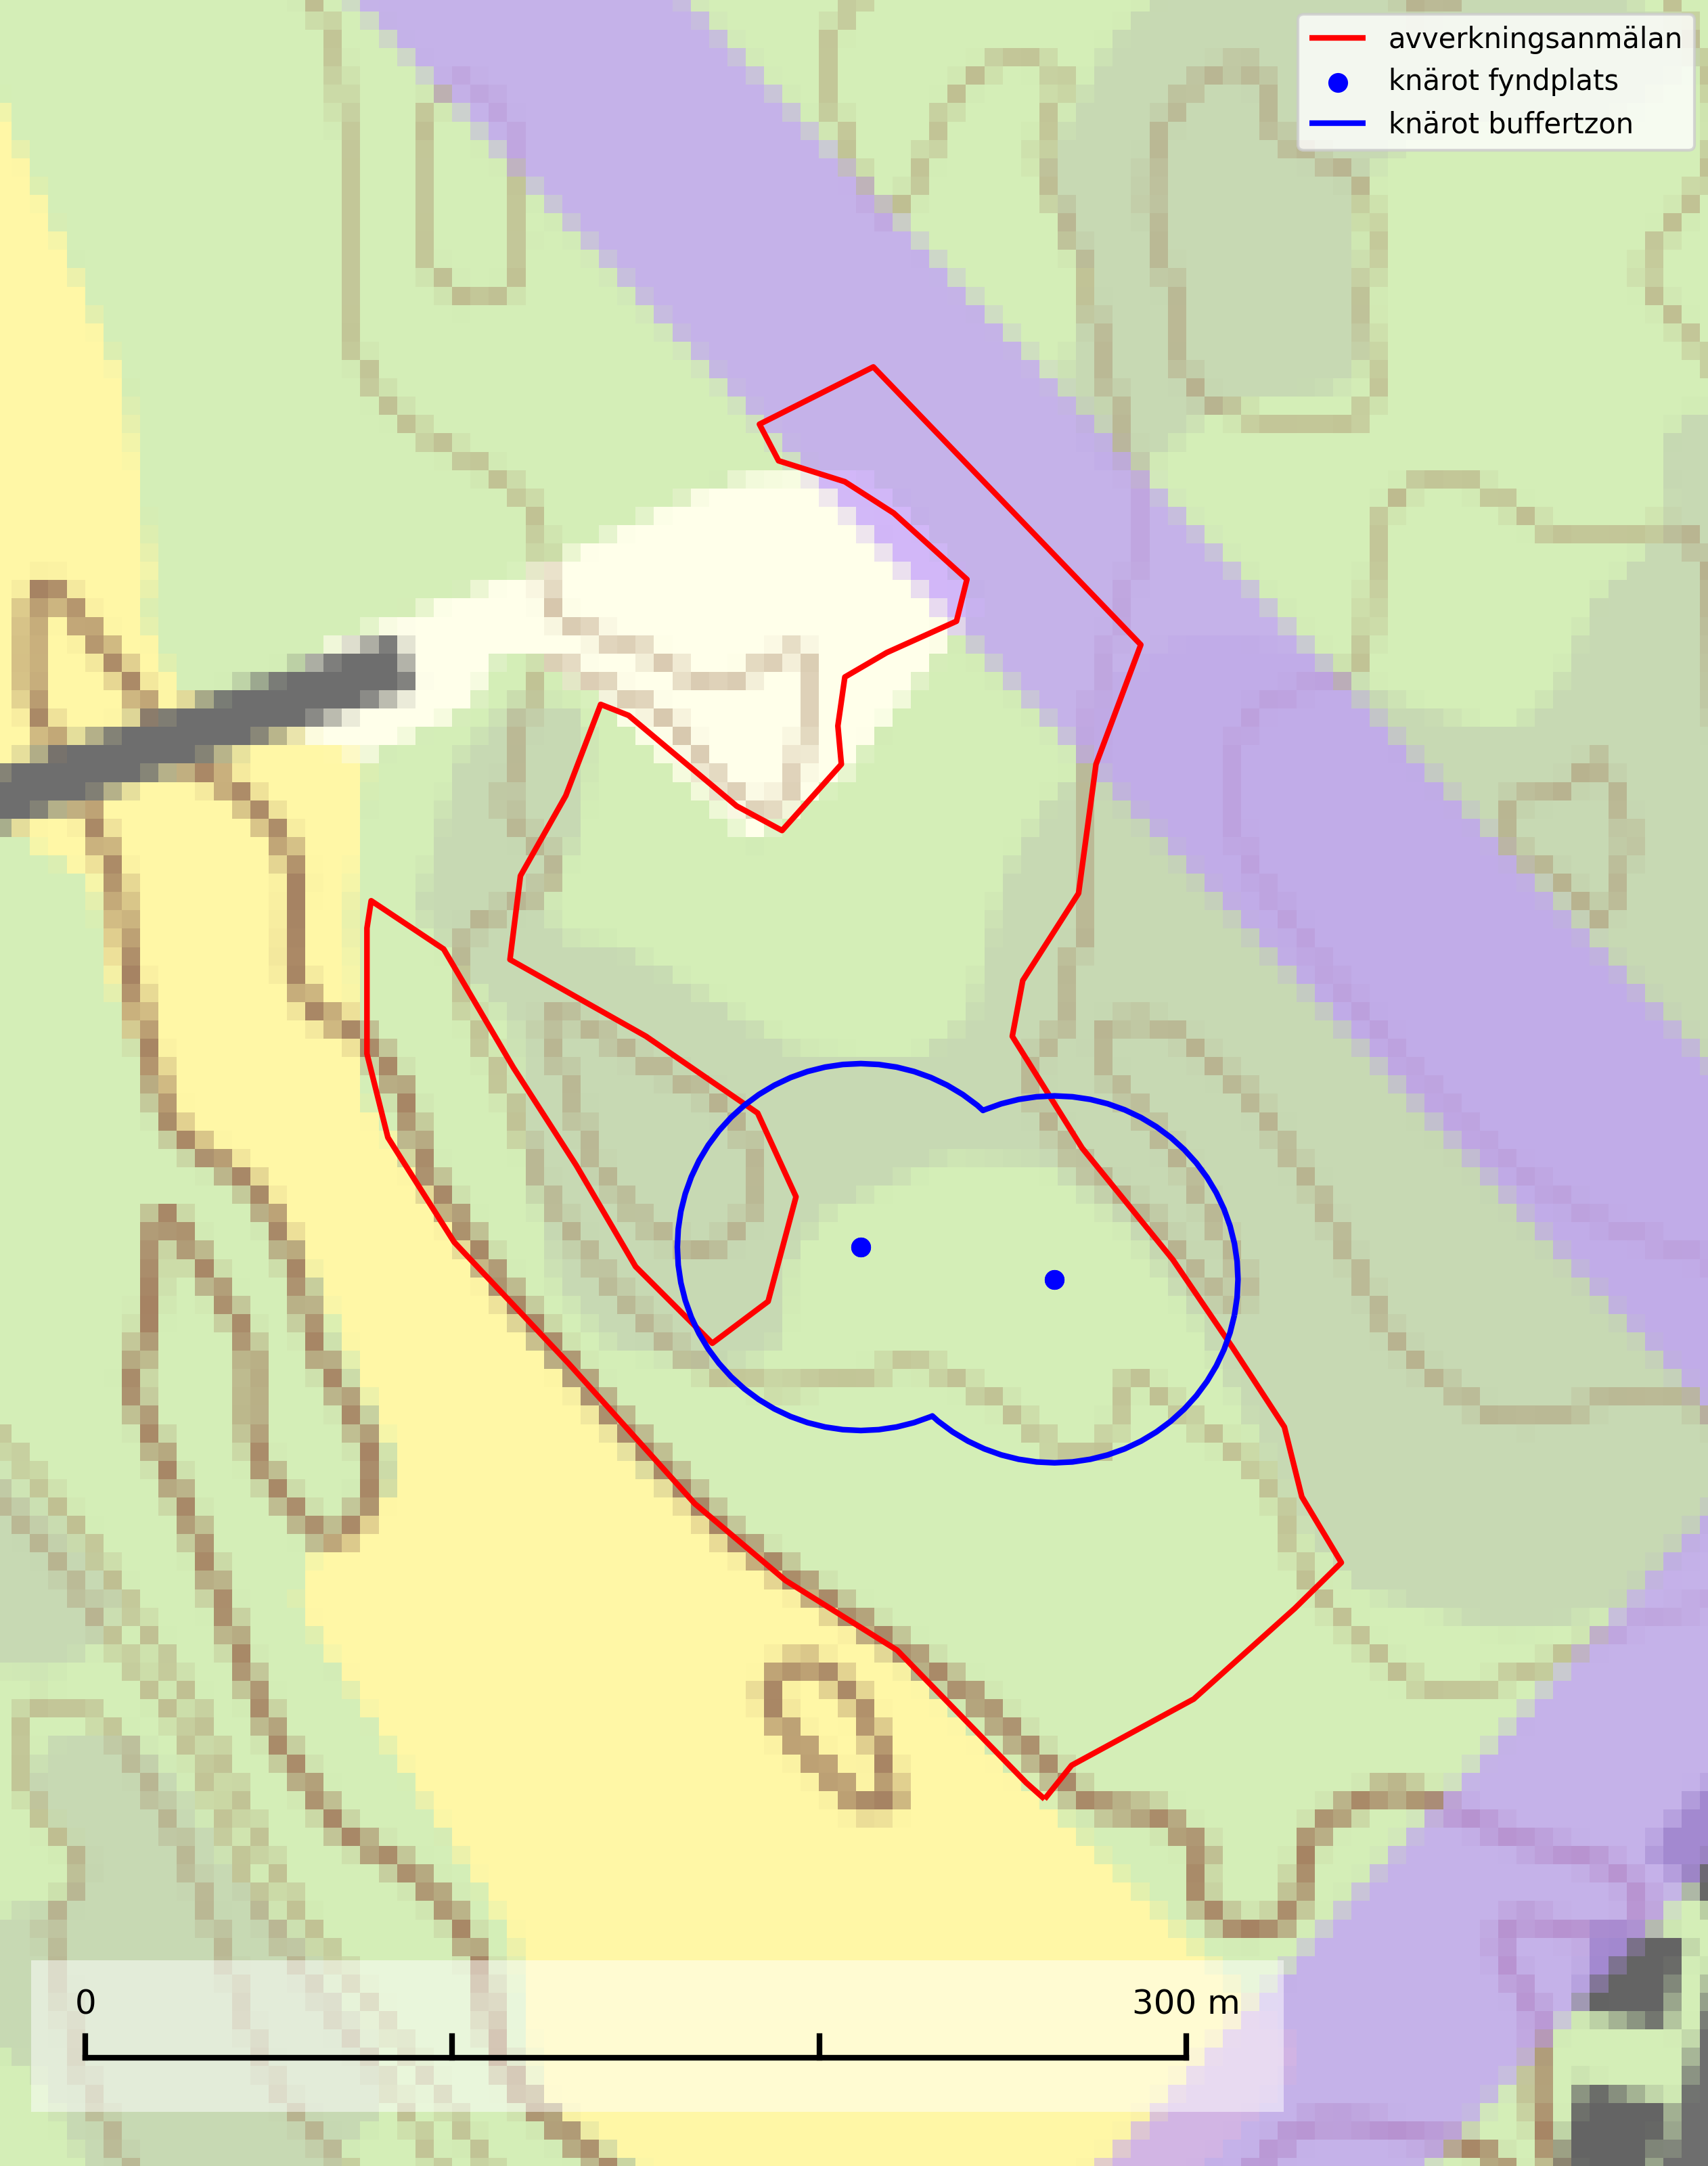 avverkningsanmälan
knärot fyndplats
knärot buffertzon
0
300 m